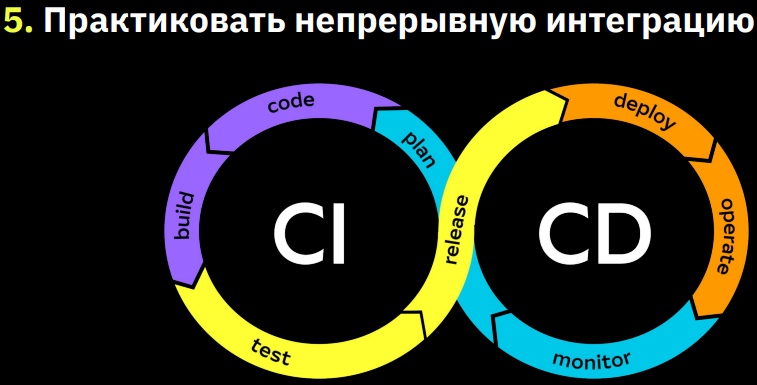 5. Практиковать непрерывную интеграцию
code
deploy
plan
build
CI
release
CD
operate
test
monitor